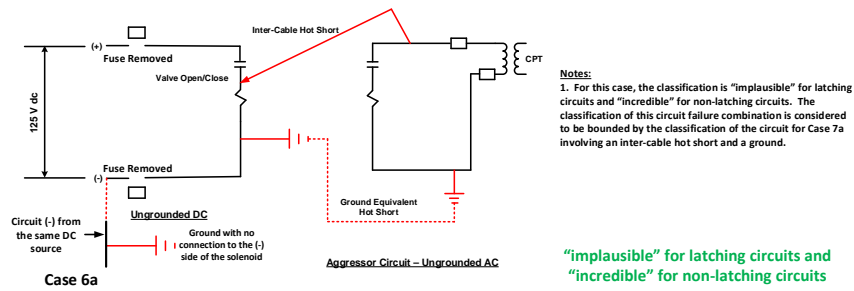 Inter-Cable Hot Short
(+)
Fuse Removed
CPT
Valve Open/Close
125 V dc
Notes:
1. For this case, the classification is “implausible” for latching
circuits and “incredible” for non-latching circuits. The
classification of this circuit failure combination is considered
to be bounded by the classification of the circuit for Case 7a
involving an inter-cable hot short and a ground.
Fuse Removed
(-)
Ground Equivalent
Hot Short
Ungrounded DC
Circuit (-) from
the same DC
source
Ground with no
connection to the (-)
side of the solenoid
Aggressor Circuit – Ungrounded AC
Case 6a
“implausible” for latching circuits and
“incredible” for non-latching circuits